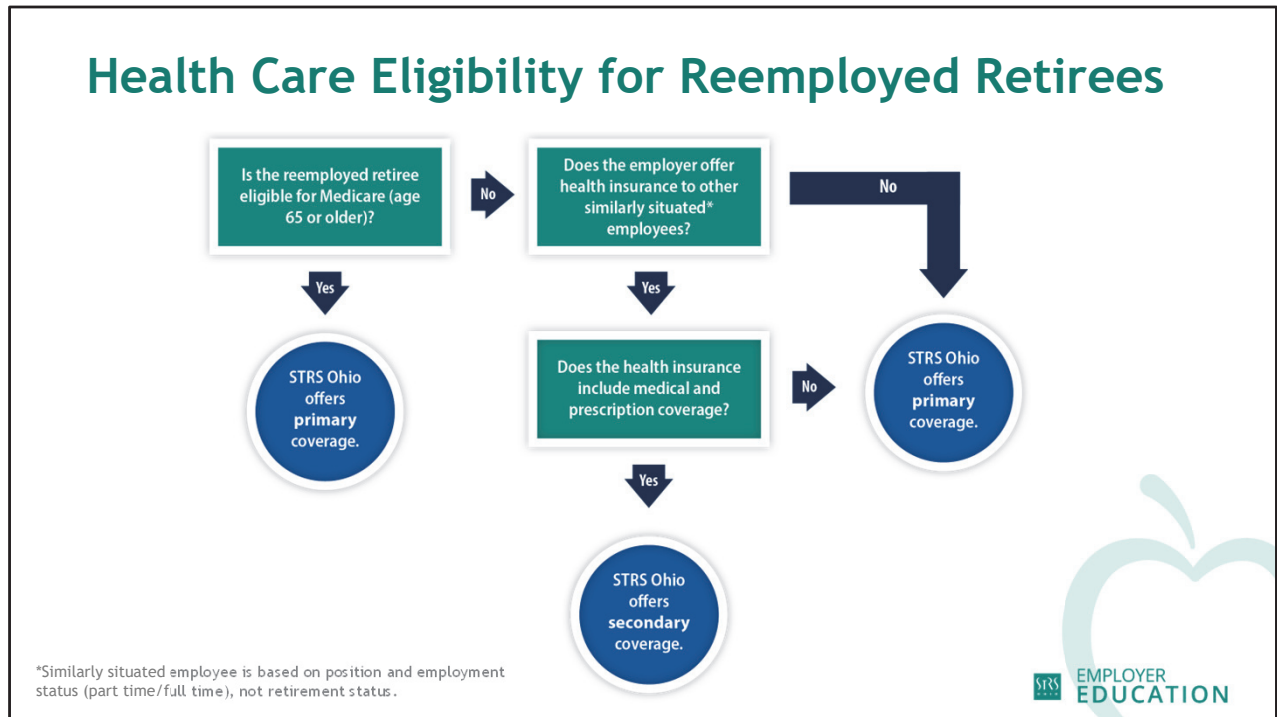 Health Care Eligibility for Reemployed Retirees
Is the reemployed retiree
eligible for Medicare (age
65 or older)?
No
Does the employer offer
health insurance to other
similarly situated*
employees?
No
Yes
Yes
STRS Ohio
offers
primary
coverage.
Does the health insurance
include medical and
prescription coverage?
No
STRS Ohio
offers
primary
coverage.
Yes
STRS Ohio
offers
secondary
coverage.
*Similarly situated employee is based on position and employment
status (part time/full time), not retirement status.
STRS
OHIO
EMPLOYER
EDUCATION